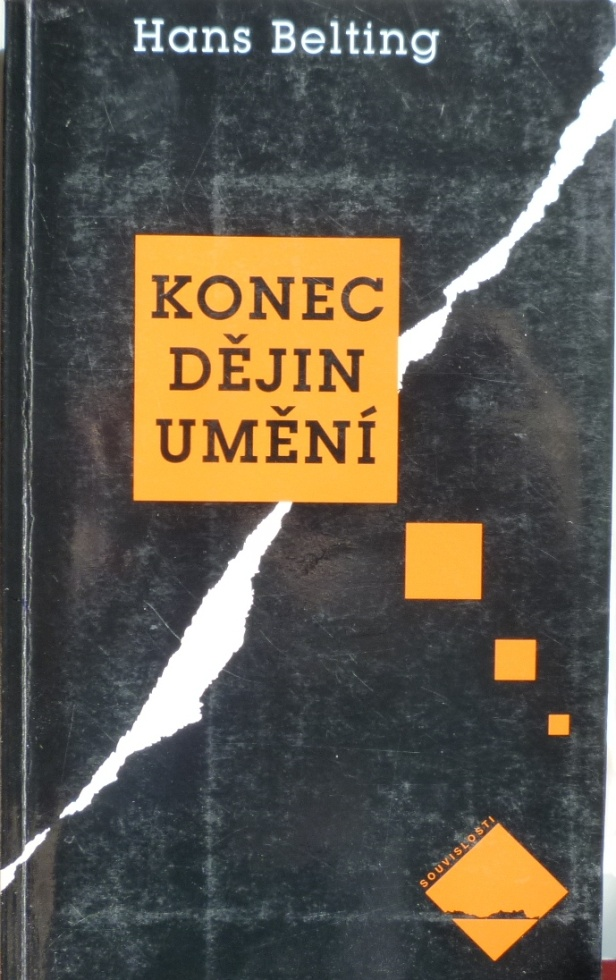 Hans Belting
KONEC
DĚJIN
UMĚNÍ
SOUVISLOSTI